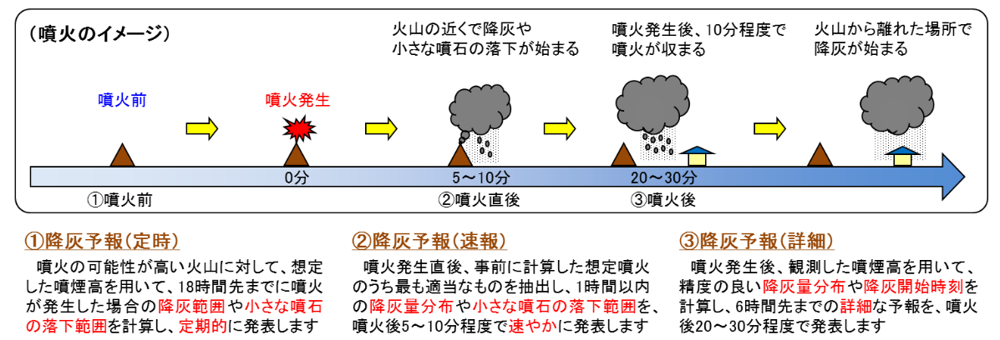 (噴火のイメージ)
火山の近くで降灰や
小さな噴石の落下が始まる
噴火発生後、10分程度で
噴火が収まる
火山から離れた場所で
降灰が始まる
噴火前
噴火発生
0分
5～10分
20～30分
①噴火前
②噴火直後
③噴火後
①降灰予報(定時)
噴火の可能性が高い火山に対して、想定
した噴煙高を用いて、18時間先までに噴火
が発生した場合の降灰範囲や小さな噴石
の落下範囲を計算し、定期的に発表します
②降灰予報(速報)
噴火発生直後、事前に計算した想定噴火
のうち最も適当なものを抽出し、1時間以内
の降灰量分布や小さな噴石の落下範囲を、
噴火後5～10分程度で速やかに発表します
③降灰予報(詳細)
噴火発生後、観測した噴煙高を用いて、
精度の良い降灰量分布や降灰開始時刻を
計算し、6時間先までの詳細な予報を、噴火
後20～30分程度で発表します